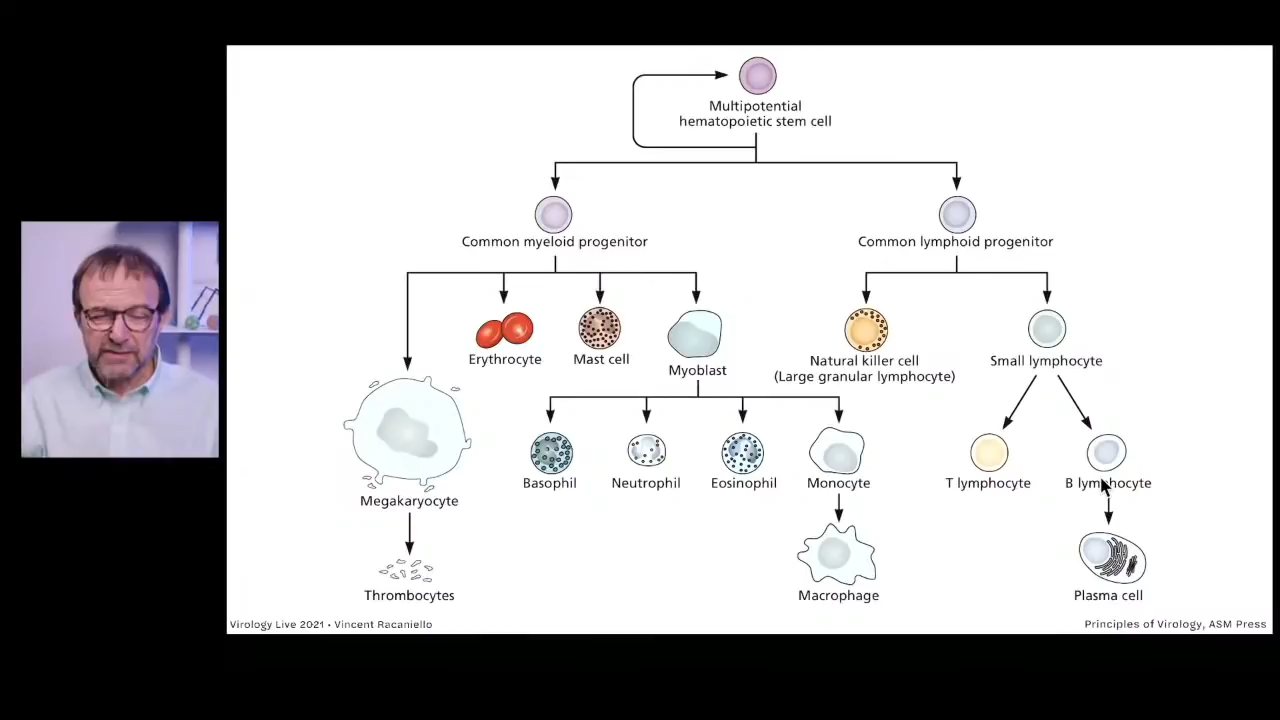 Multipotential
hematopoietic stem cell
Common myeloid progenitor
Common lymphoid progenitor
Erythrocyte
Mast cell
Myoblast
Natural killer cell
(Large granular lymphocyte)
Small lymphocyte
Megakaryocyte
Basophil
Neutrophil
Eosinophil
Monocyte
T lymphocyte
B lymphocyte
Thrombocytes
Macrophage
Plasma cell
Virology Live 2021 • Vincent Racaniello
Principles of Virology, ASM Press